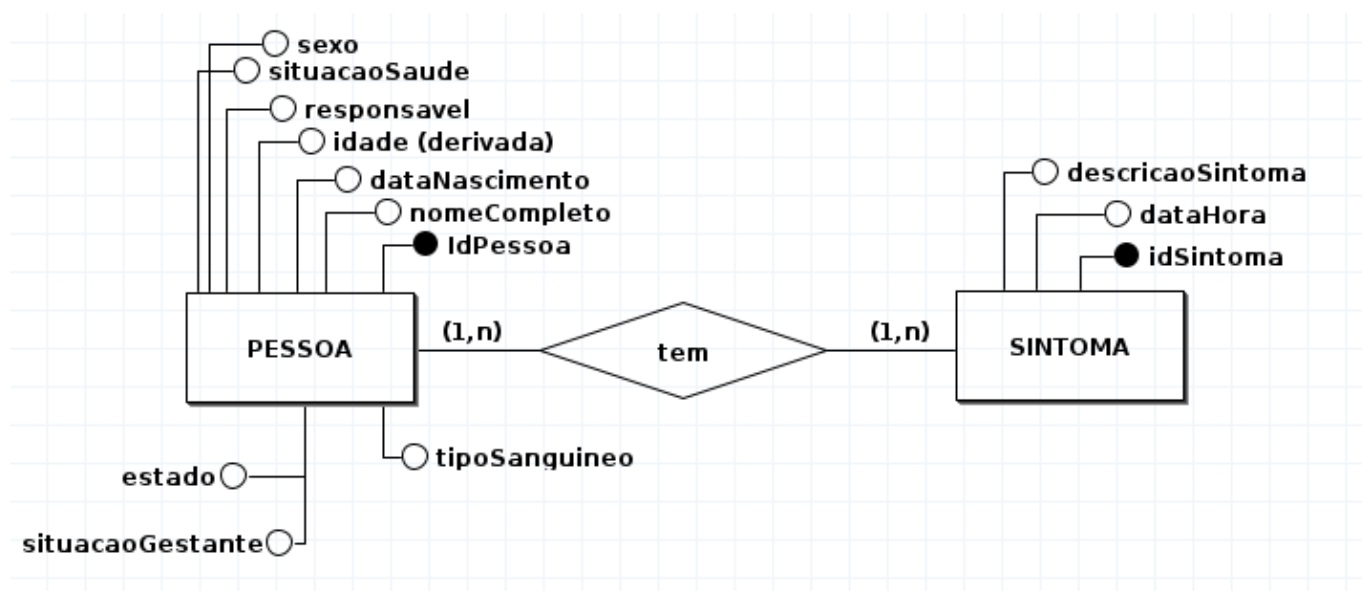 sexo
situacaoSaude
responsavel
idade (derivada)
dataNascimento
nomeCompleto
IdPessoa
descricaoSintoma
dataHora
idSintoma
(1,n)
(1,n)
PESSOA
tem
SINTOMA
tipoSanguineo
estado
situacaoGestante